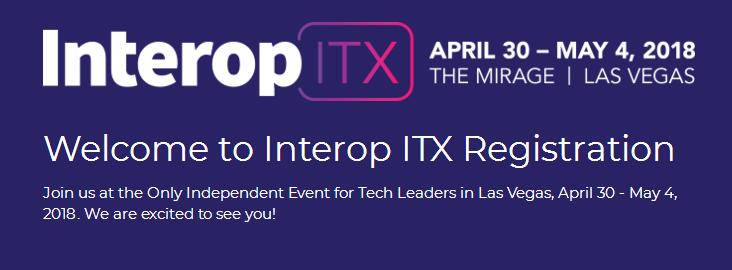 Interop ITX
APRIL 30 – MAY 4, 2018
THE MIRAGE | LAS VEGAS
Welcome to Interop ITX Registration
Join us at the Only Independent Event for Tech Leaders in Las Vegas, April 30 - May 4,
2018. We are excited to see you!